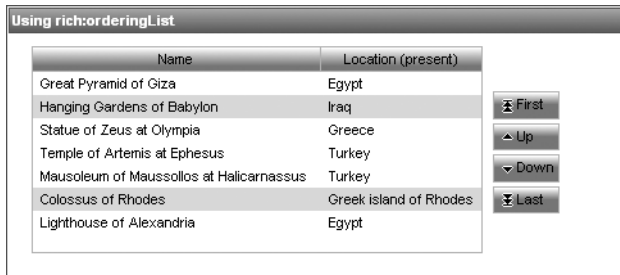 Using rich:orderingList
Name Location (present)
Great Pyramid of Giza Egypt
Hanging Gardens of Babylon Iraq
Statue of Zeus at Olympia Greece
Temple of Artemis at Ephesus Turkey
Mausoleum of Maussollos at Halicarnassus Turkey
Colossus of Rhodes Greek island of Rhodes
Lighthouse of Alexandria Egypt
First
Up
Down
Last